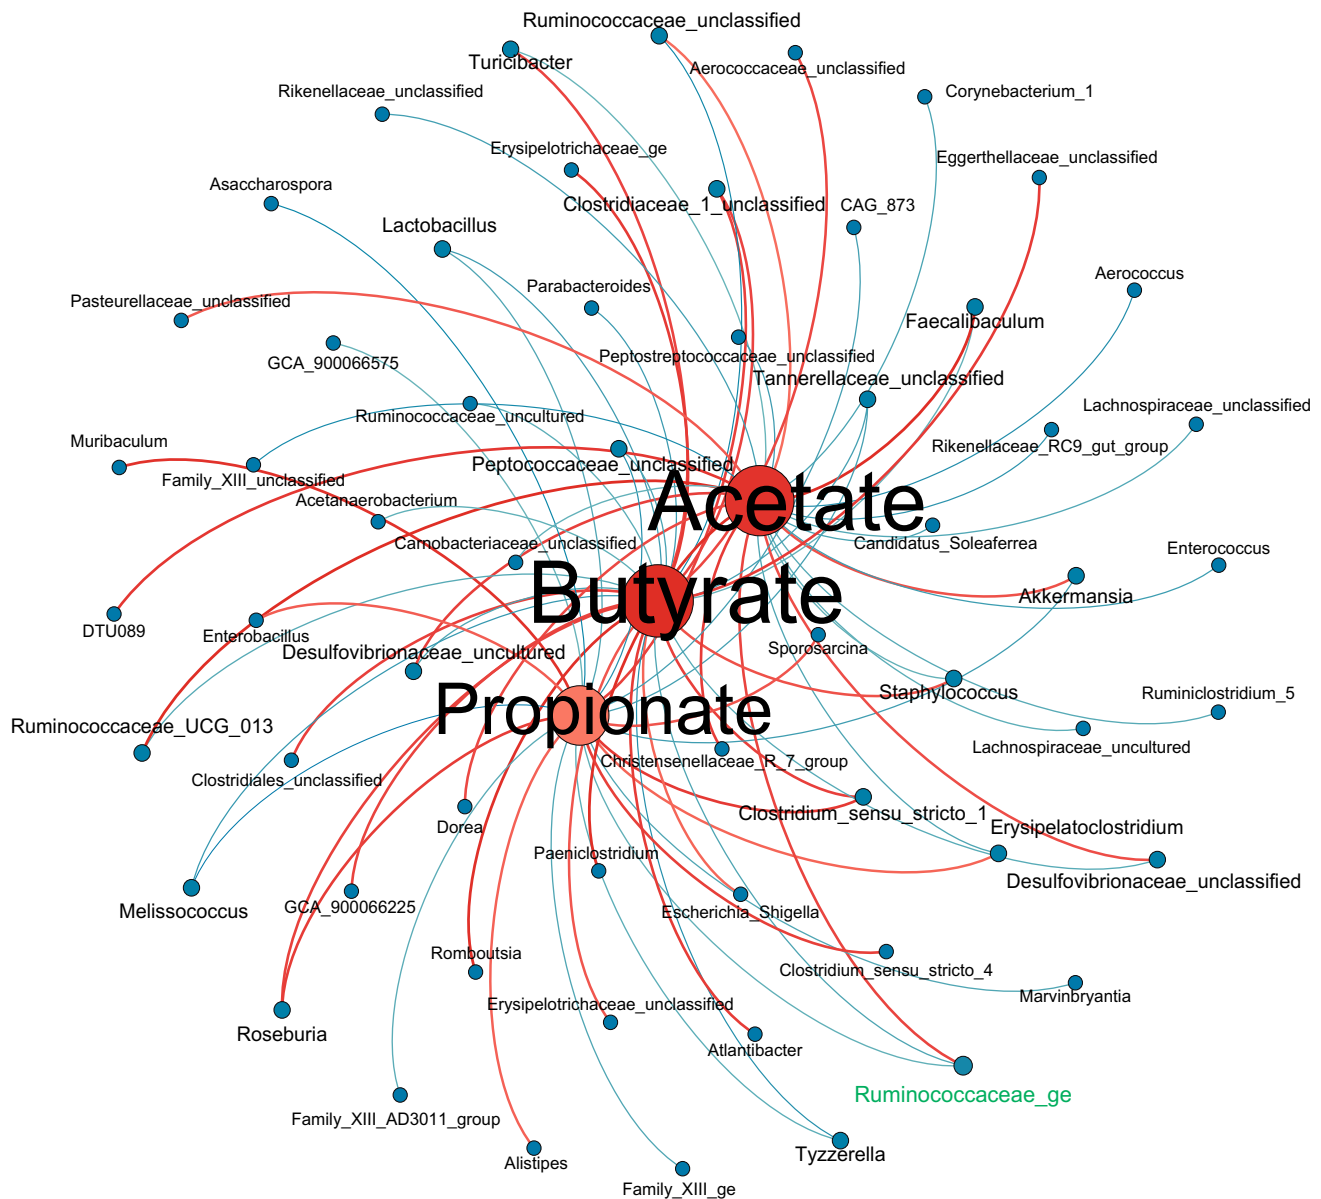 Ruminococcaceae_unclassified
Turicibacter
Aerococcaceae_unclassified
Rikenellaceae_unclassified
Corynebacterium_1
Erysipelotrichaceae_ge
Eggerthellaceae_unclassified
Asaccharospora
Clostridiaceae_1_unclassified
CAG_873
Lactobacillus
Aerococcus
Parabacteroides
Pasteurellaceae_unclassified
Faecalibaculum
Peptostreptococcaceae_unclassified
GCA_900066575
Tannerellaceae_unclassified
Lachnospiraceae_unclassified
Ruminococcaceae_uncultured
Rikenellaceae_RC9_gut_group
Muribaculum
Peptococcaceae_unclassified
Family_XIII_unclassified
Acetanaerobacterium
Acetate
Carnobacteriaceae_unclassified
Candidatus_Soleaferrea
Enterococcus
Butyrate
Akkermansia
DTU089
Enterobacillus
Desulfovibrionaceae_uncultured
Sporosarcina
Staphylococcus
Ruminiclostridium_5
Propionate
Ruminococcaceae_UCG_013
Lachnospiraceae_uncultured
Christensenellaceae_R_7_group
Clostridiales_unclassified
Clostridium_sensu_stricto_1
Dorea
Erysipelatoclostridium
Paeniclostridium
Desulfovibrionaceae_unclassified
Melissococcus
GCA_900066225
Escherichia_Shigella
Romboutsia
Clostridium_sensu_stricto_4
Marvinbryantia
Erysipelotrichaceae_unclassified
Roseburia
Atlantibacter
Ruminococcaceae_ge
Family_XIII_AD3011_group
Tyzzerella
Alistipes
Family_XIII_ge